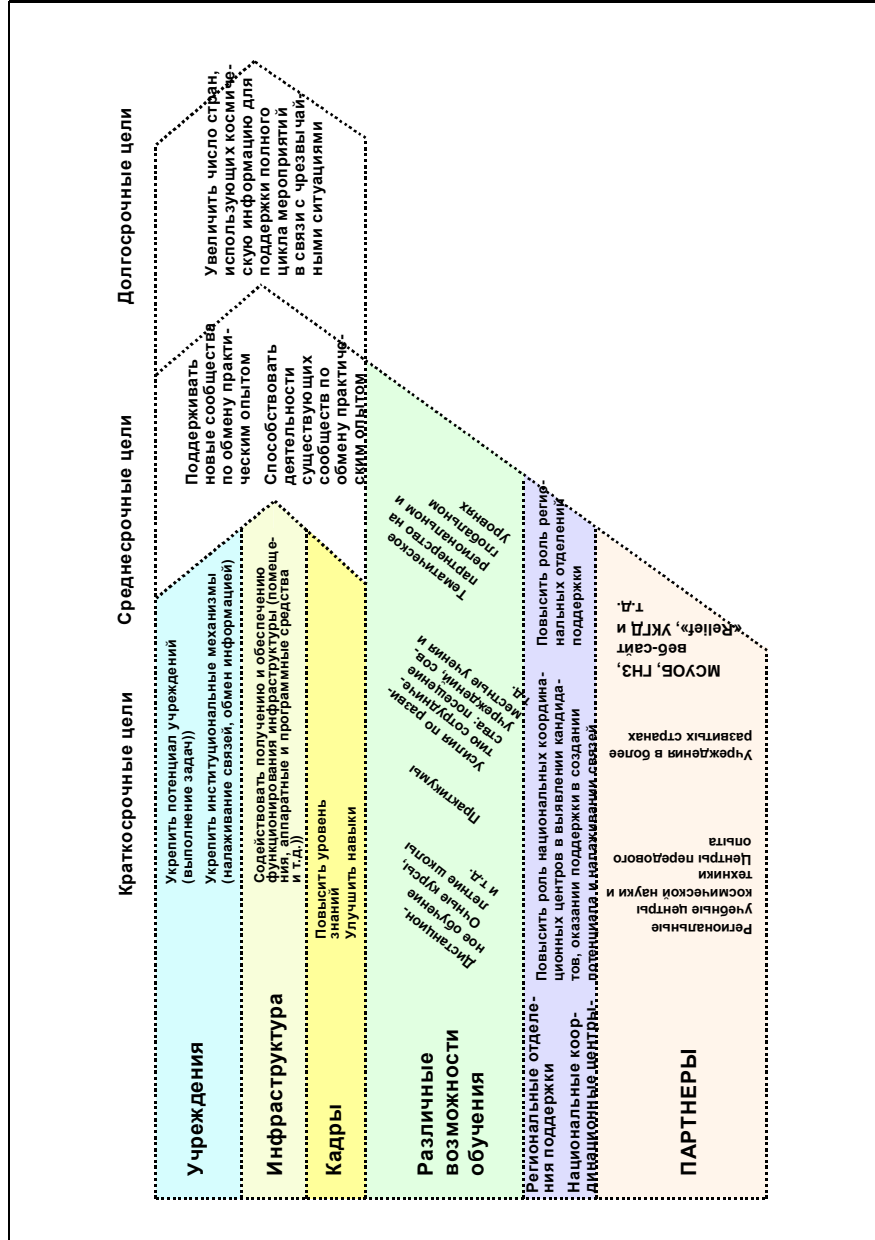 Краткосрочные цели
Среднесрочные цели
Долгосрочные цели
Учреждения
Укрепить потенциал учреждений
(выполнение задач))
Укрепить институциональные механизмы
(налаживание связей, обмен информацией)
Инфраструктура
Содействовать получению и обеспечению
функционирования инфраструктуры (помеще-
ния, аппаратные и программные средства
и т.д.))
Кадры
Повысить уровень
знаний
Улучшить навыки
Поддерживать
новые сообщества
по обмену практи-
ческим опытом
Способствовать
деятельности
существующих
сообществ по
обмену практиче-
ским опытом
Увеличить число стран,
использующих космиче-
скую информацию для
поддержки полного
цикла мероприятий
в связи с чрезвычай-
ными ситуациями
Различные
возможности
обучения
Дистанцион-
ное обучение
Очные курсы,
летние школы
и т.д.
Практикумы
Усилия по разви-
тию сотрудниче-
ства: посещение
учреждений, сов-
местные учения и
т.д.
Тематическое
партнерство на
региональном и
глобальном
уровнях
Региональные отделе-
ния поддержки
Национальные коор-
динационные центры-
Повысить роль национальных координа-
ционных центров в выявлении кандида-
тов, оказании поддержки в создании
потенциала и налаживании связей
Повысить роль регио-
нальных отделений
поддержки
ПАРТНЕРЫ
Региональные
учебные центры
космической науки и
техники
Центры передового
опыта
Учреждения в более
развитых странах
МСУОБ, ГНЗ,
веб-сайт
«Relief», УКГД и
т.д.